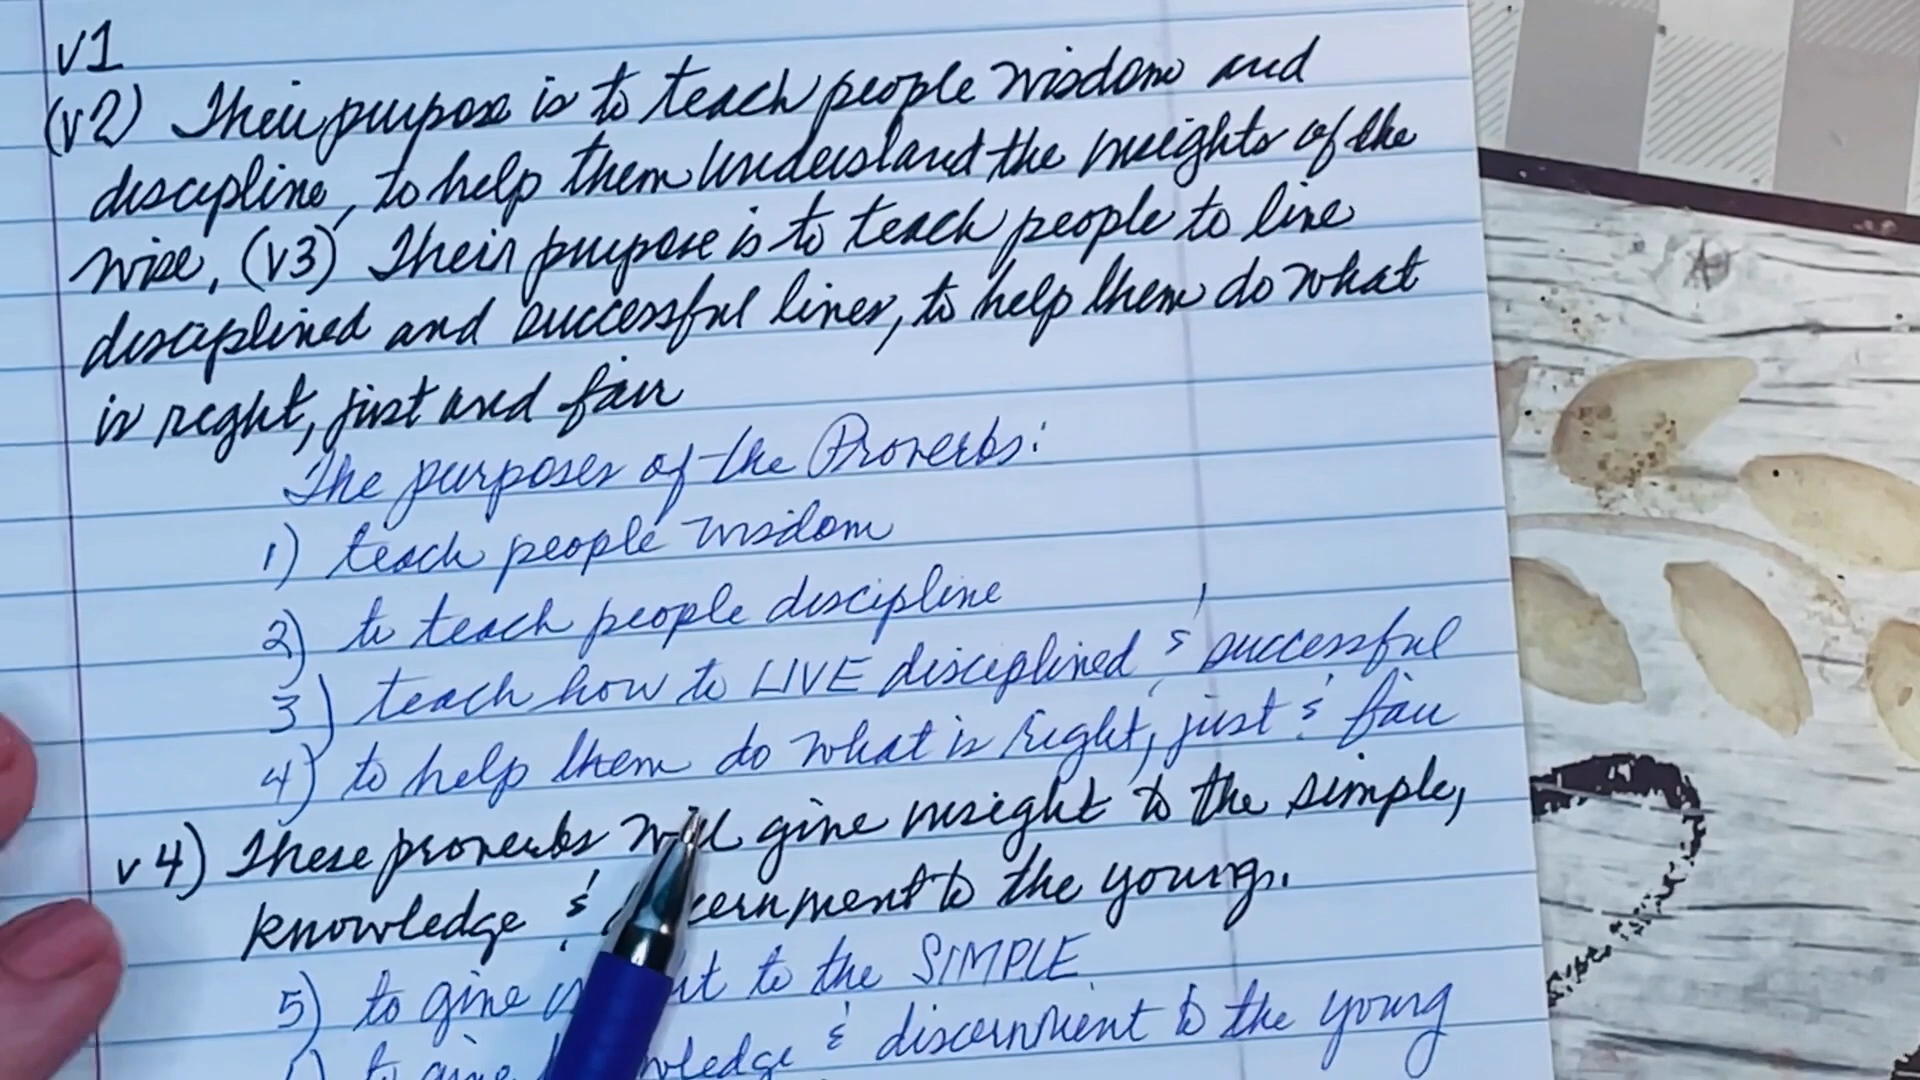 v1
(v2) Their purpose is to teach people wisdom and
discipline, to help them understand the insights of the
wise. (v3) Their purpose is to teach people to live
disciplined and successful lives, to help them do what
is right, just and fair
The purposes of the Proverbs:
1) teach people wisdom
2) to teach people discipline
3) teach how to LIVE disciplined & successful
4) to help them do what is right, just & fair
v4) These proverbs will give insight to the simple,
knowledge & discernment to the young.
5) to give to the SIMPLE
to give & discernment to the young